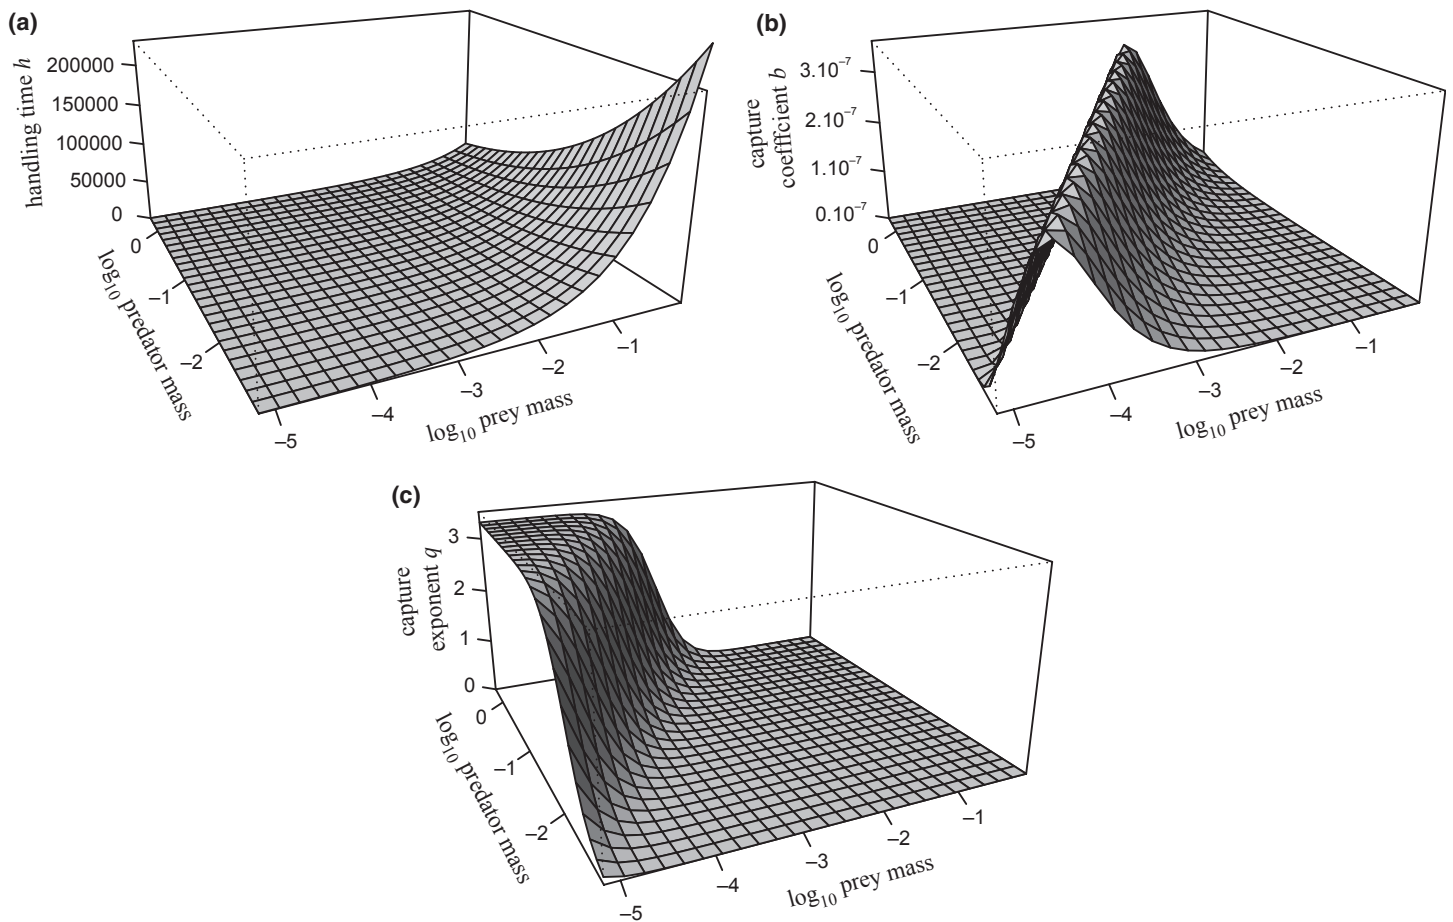 (a)
200000
150000
100000
50000
0
handling time h
0
–1
–2
log10 predator mass
–5
–4
–3
–2
–1
log10 prey mass
(b)
3.10⁻⁷
2.10⁻⁷
1.10⁻⁷
0.10⁻⁷
capture
coefffcient b
0
–1
–2
log10 predator mass
–5
–4
–3
–2
–1
log10 prey mass
(c)
3
2
1
0
capture
exponent q
0
–1
–2
log10 predator mass
–5
–4
–3
–2
–1
log10 prey mass